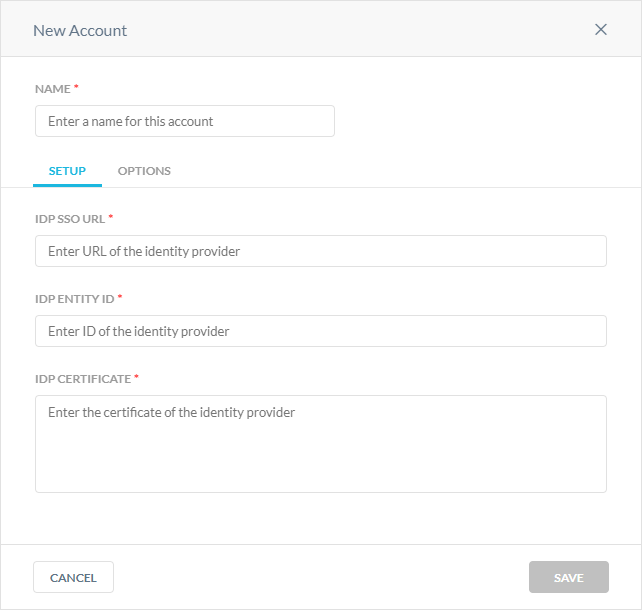 New Account
NAME *
Enter a name for this account
SETUP OPTIONS
IDP SSO URL *
Enter URL of the identity provider
IDP ENTITY ID *
Enter ID of the identity provider
IDP CERTIFICATE *
Enter the certificate of the identity provider
CANCEL SAVE